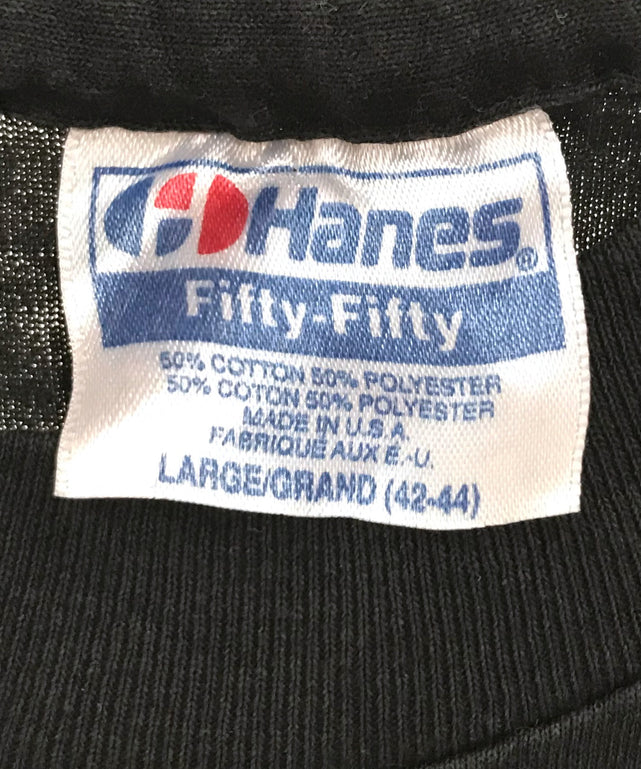 Hanes®
Fifty-Fifty
50% COTTON 50% POLYESTER
50% COTON 50% POLYESTER
MADE IN U.S.A.
FABRIQUE AUX E.-U.
LARGE/GRAND (42-44)